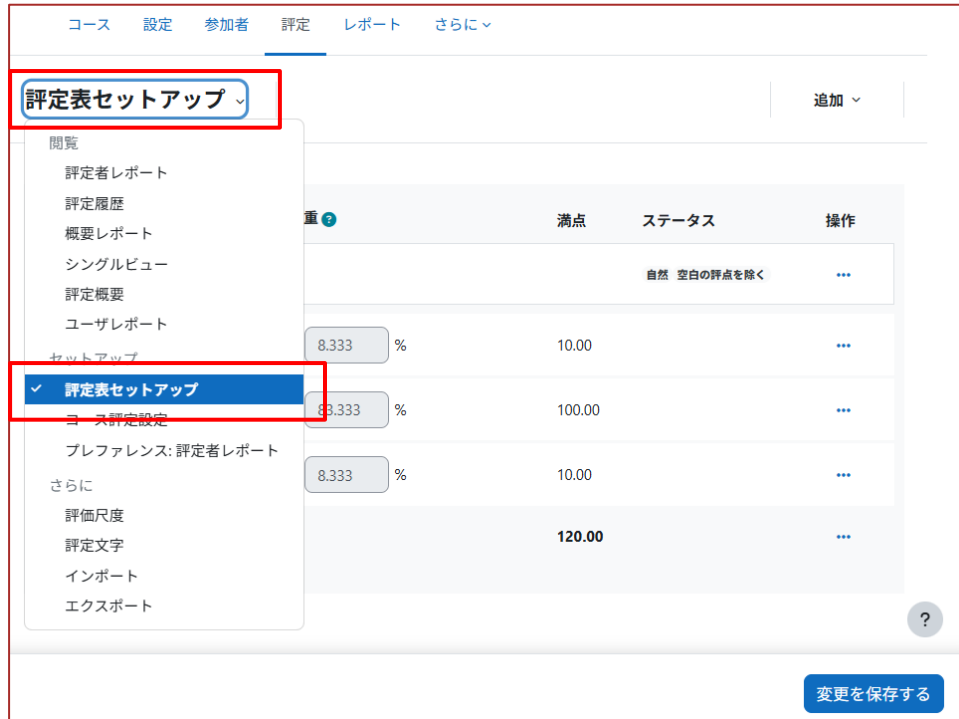 コース 設定 参加者 評定 レポート さらに
評定表セットアップ
追加
閲覧
評定者レポート
評定履歴
概要レポート
シングルビュー
評定概要
ユーザレポート
セットアップ
評定表セットアップ
コース評定設定
プレファレンス: 評定者レポート
さらに
評価尺度
評定文字
インポート
エクスポート
重 ? 満点 ステータス 操作
自然 空白の評点を除く ...
8.333 % 10.00 ...
83.333 % 100.00 ...
8.333 % 10.00 ...
120.00 ...
?
変更を保存する